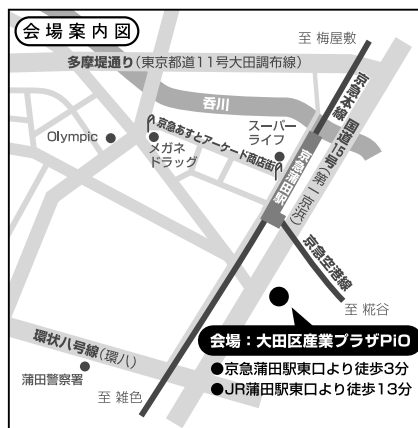 会場案内図
至 梅屋敷
多摩堤通り(東京都道11号大田調布線)
京急本線
国道15号(第一京浜)
呑川
Olympic
メガネ
ドラッグ
京急あすとアーケード商店街
スーパー
ライフ
京急蒲田駅
京急空港線
至 糀谷
環状八号線(環八)
蒲田警察署
至 雑色
会場:大田区産業プラザPiO
●京急蒲田駅東口より徒歩3分
●JR蒲田駅東口より徒歩13分